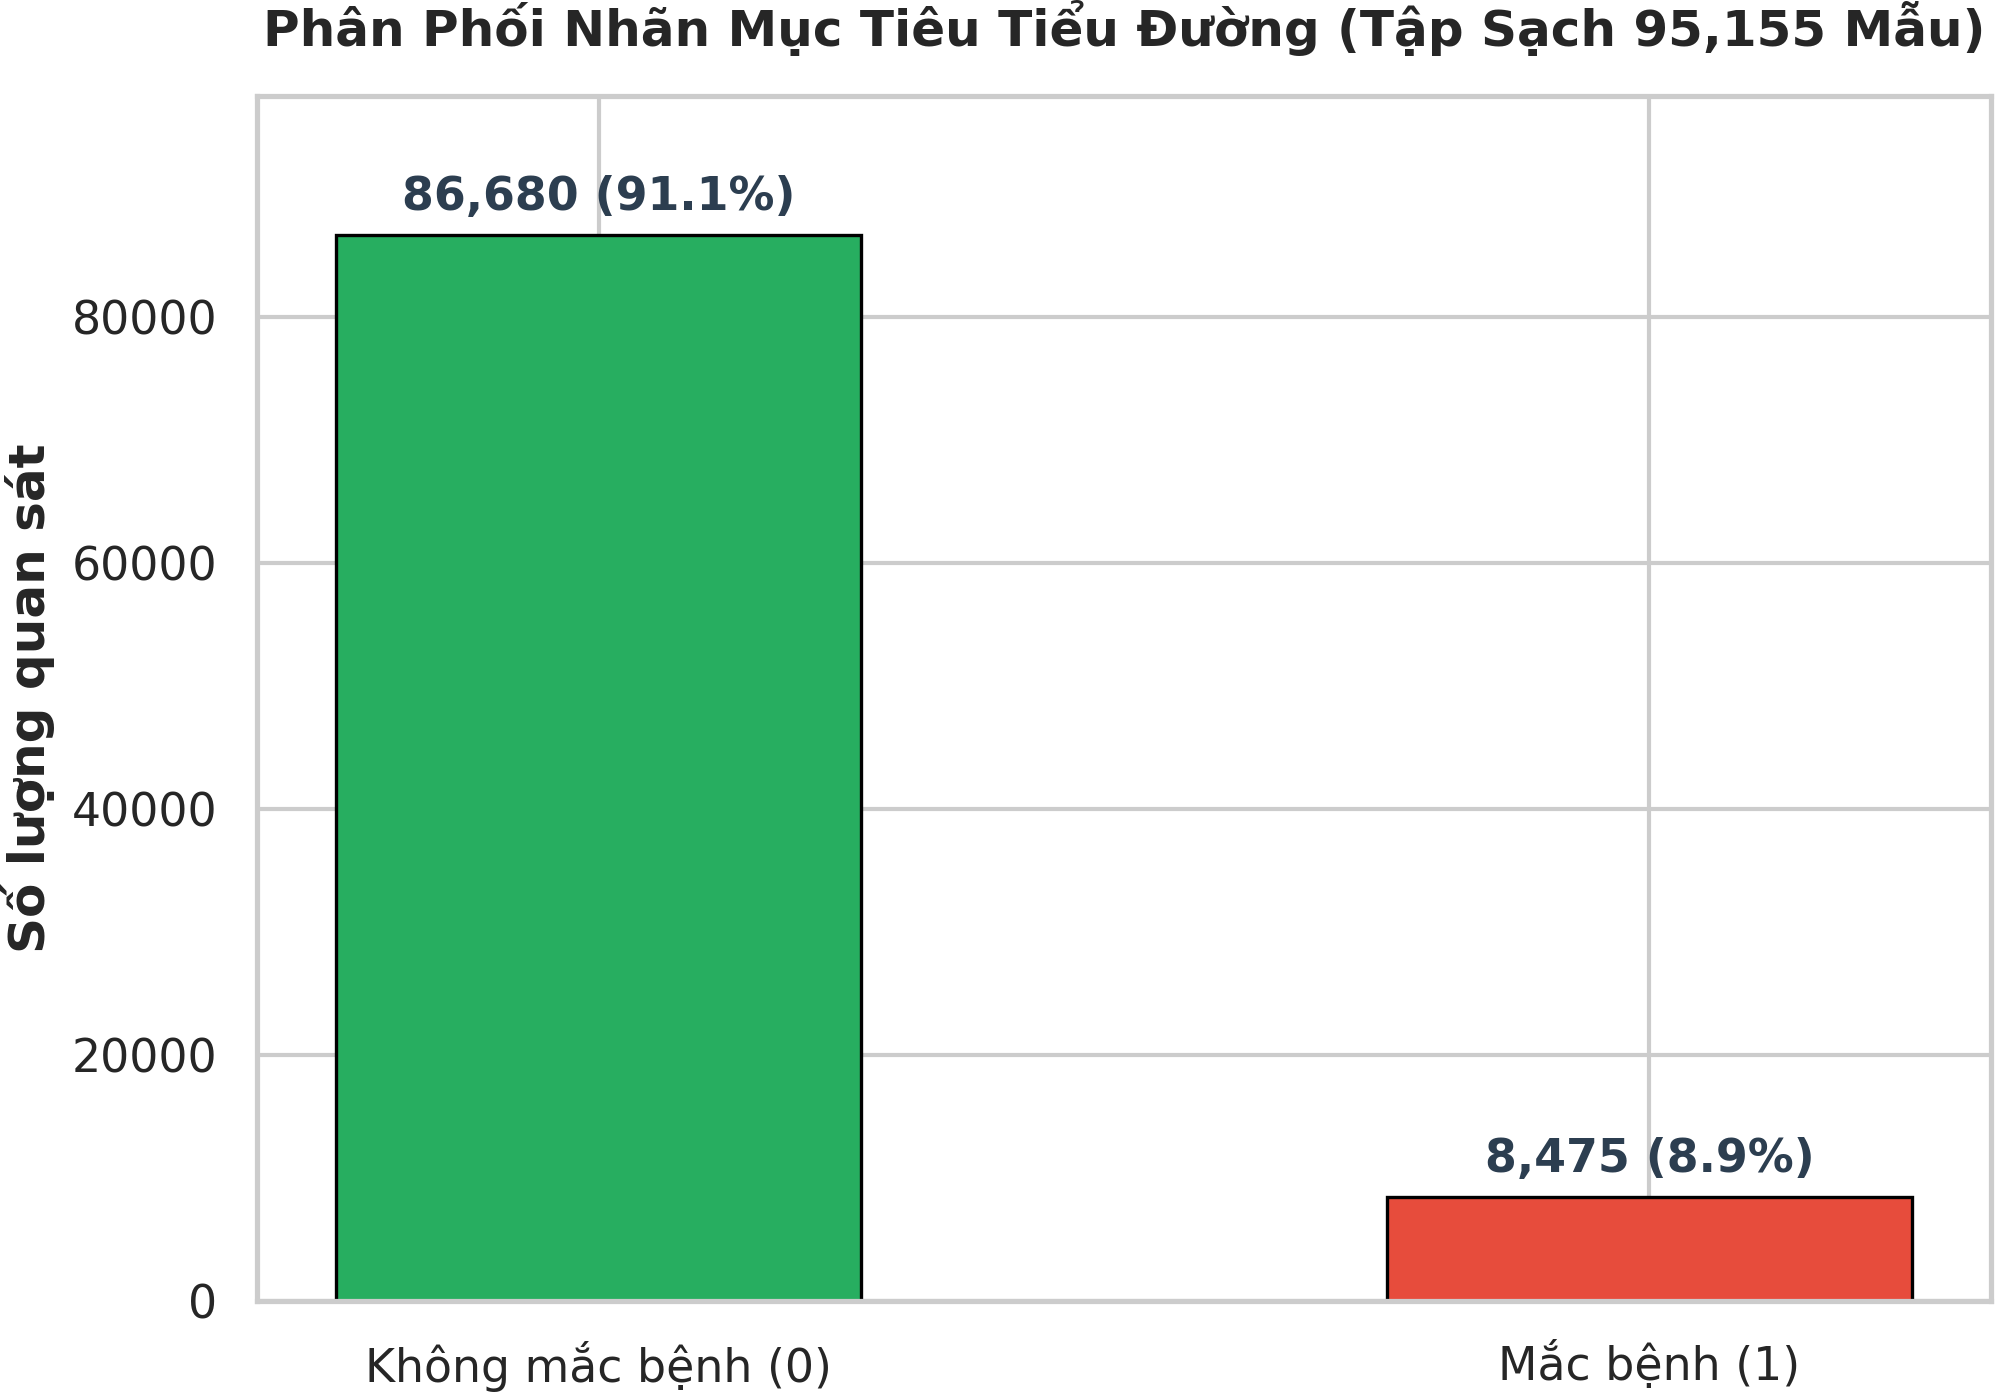 Phân Phối Nhãn Mục Tiêu Tiểu Đường (Tập Sạch 95,155 Mẫu)
Số lượng quan sát
80000
60000
40000
20000
0
86,680 (91.1%)
8,475 (8.9%)
Không mắc bệnh (0)
Mắc bệnh (1)